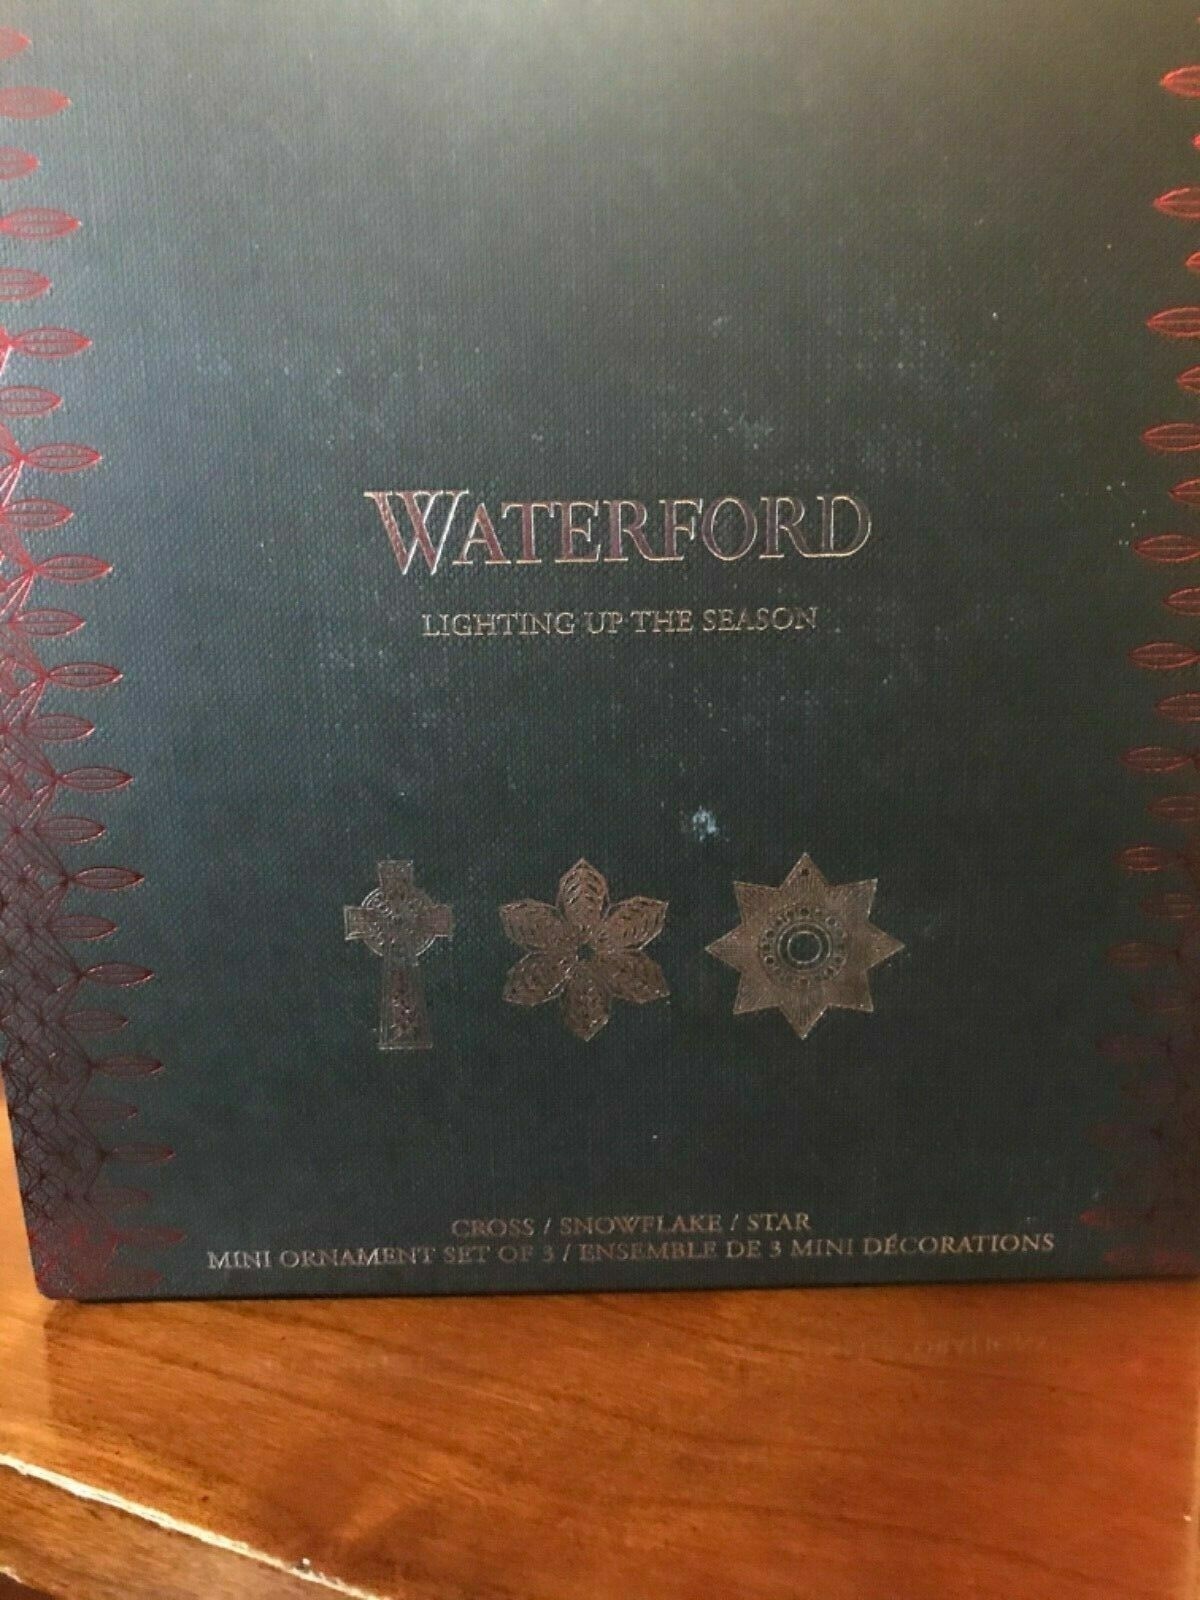 WATERFORD
LIGHTING UP THE SEASON
CROSS / SNOWFLAKE / STAR
MINI ORNAMENT SET OF 3 / ENSEMBLE DE 3 MINI DÉCORATIONS